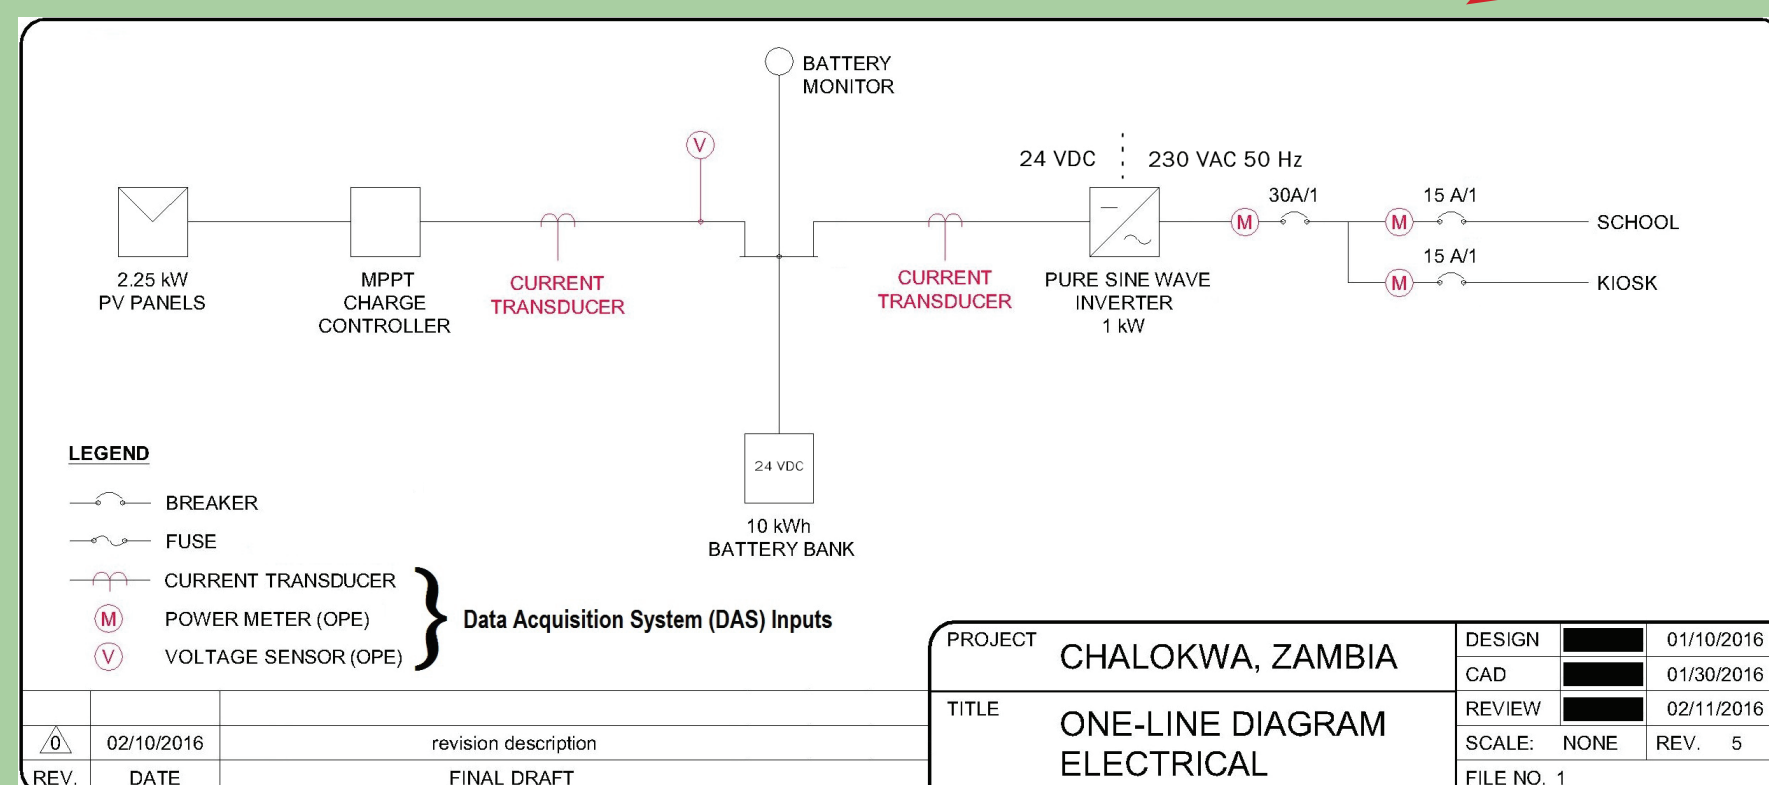 BATTERY
MONITOR
V
24 VDC
230 VAC 50 Hz
30A/1
15 A/1
M
M
SCHOOL
15 A/1
M
KIOSK
2.25 kW
PV PANELS
MPPT
CHARGE
CONTROLLER
CURRENT
TRANSDUCER
CURRENT
TRANSDUCER
PURE SINE WAVE
INVERTER
1 kW
24 VDC
10 kWh
BATTERY BANK
LEGEND
BREAKER
FUSE
CURRENT TRANSDUCER
M POWER METER (OPE)
V VOLTAGE SENSOR (OPE)
Data Acquisition System (DAS) Inputs
0 02/10/2016 revision description
REV. DATE FINAL DRAFT
PROJECT CHALOKWA, ZAMBIA
TITLE ONE-LINE DIAGRAM
ELECTRICAL
DESIGN 01/10/2016
CAD 01/30/2016
REVIEW 02/11/2016
SCALE: NONE REV. 5
FILE NO. 1